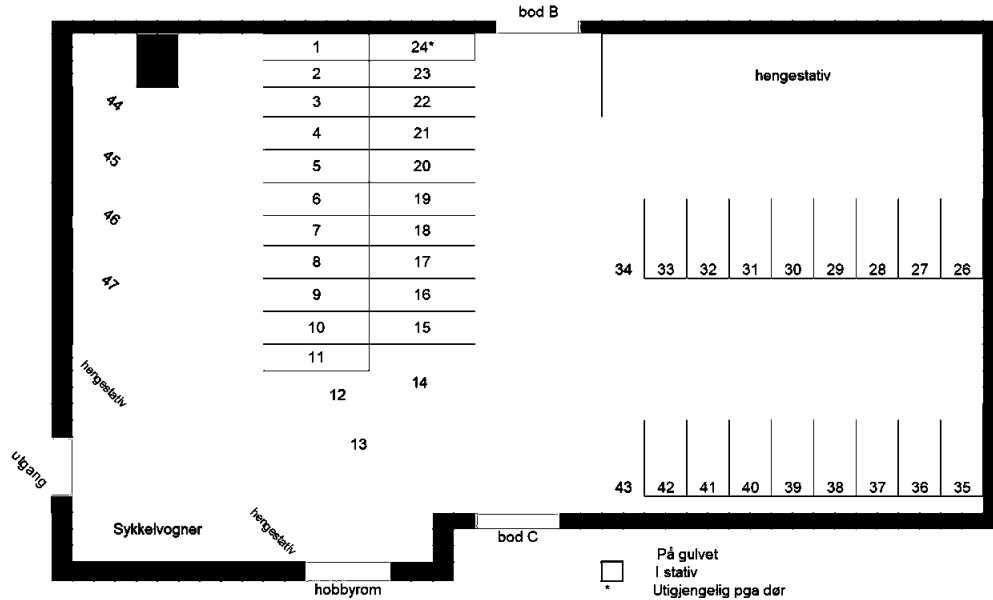 bod B
1 24*
2 23
3 22
4 21
5 20
6 19
7 18
8 17
9 16
10 15
11
12
14
13
44
45
46
47
hengestativ
utgang
Sykkelvogner
hengestativ
hobbyrom
hengestativ
34 33 32 31 30 29 28 27 26
43 42 41 40 39 38 37 36 35
bod C
På gulvet
I stativ
* Utigjengelig pga dør